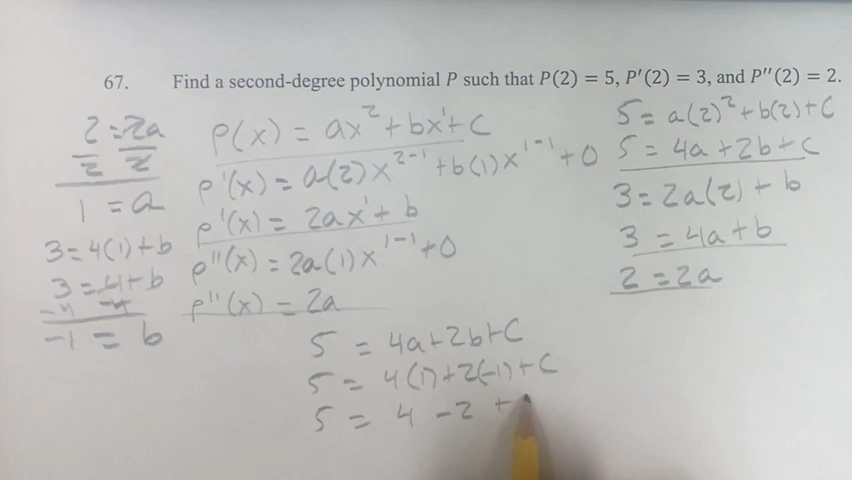 67. Find a second-degree polynomial P such that P(2) = 5, P′(2) = 3, and P″(2) = 2.
2 = 2a
2 2
1 = a
3 = 4(1) + b
3 = 4 + b
-4 -4
-1 = b
P(x) = ax² + bx¹ + c
P'(x) = a(2)x²⁻¹ + b(1)x¹⁻¹ + 0
P'(x) = 2ax¹ + b
P''(x) = 2a(1)x¹⁻¹ + 0
P''(x) = 2a
5 = 4a + 2b + c
5 = 4(1) + 2(-1) + c
5 = 4 - 2 +
5 = a(2)² + b(2) + c
5 = 4a + 2b + c
3 = 2a(2) + b
3 = 4a + b
2 = 2a